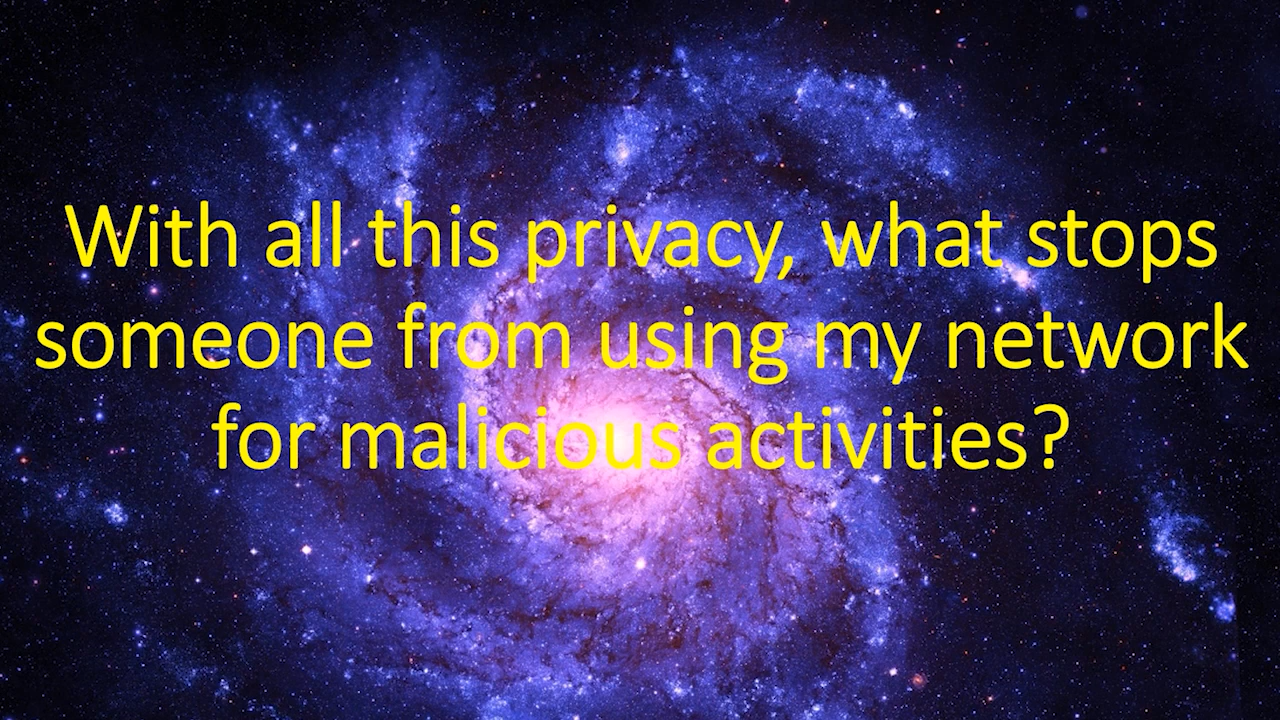 With all this privacy, what stops
someone from using my network
for malicious activities?